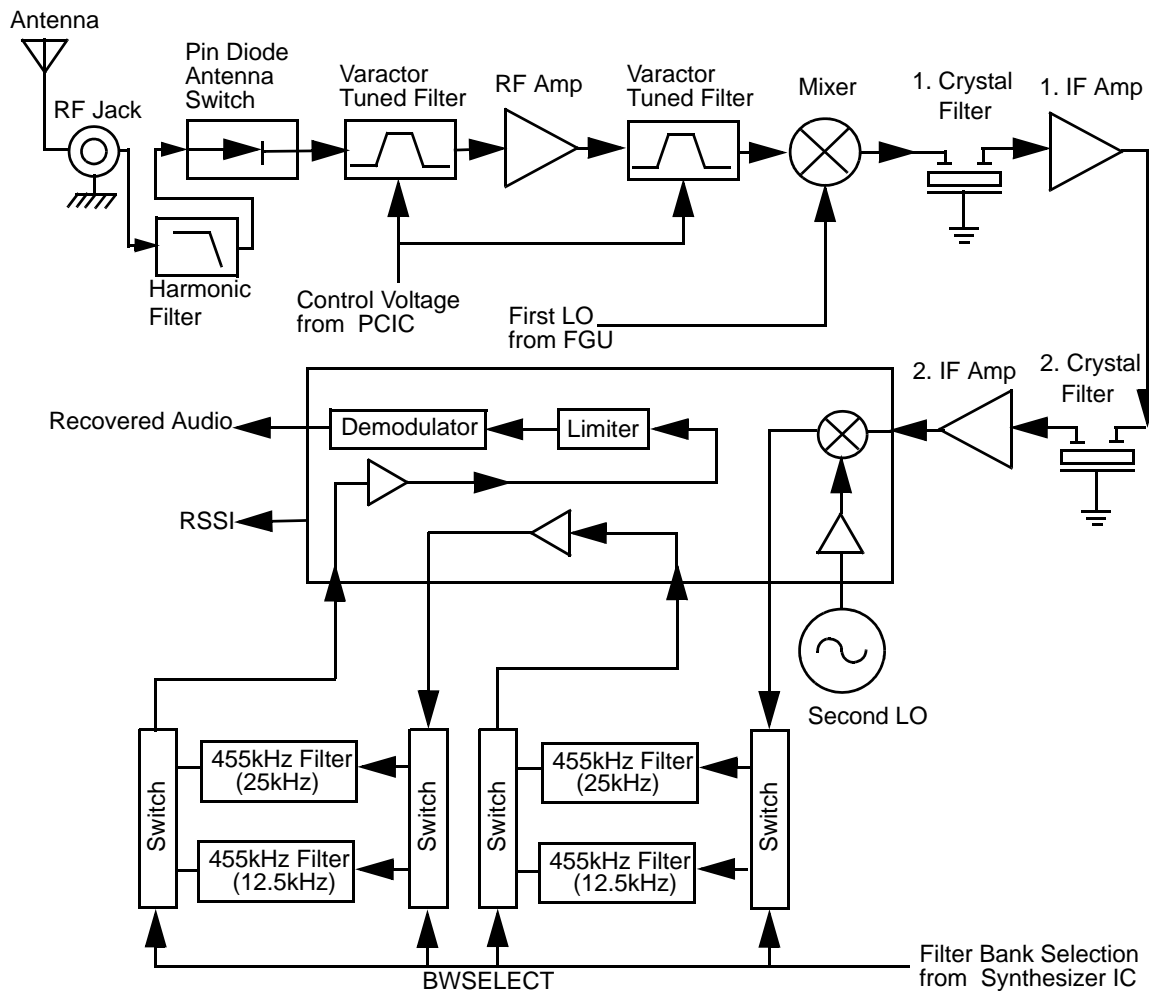 Antenna
RF Jack
Pin Diode
Antenna
Switch
Varactor
Tuned Filter
RF Amp
Varactor
Tuned Filter
Mixer
1. Crystal
Filter
1. IF Amp
Harmonic
Filter
Control Voltage
from PCIC
First LO
from FGU
2. IF Amp
2. Crystal
Filter
Recovered Audio
Demodulator
Limiter
RSSI
Second LO
Switch
455kHz Filter
(25kHz)
455kHz Filter
(12.5kHz)
Switch
Switch
455kHz Filter
(25kHz)
455kHz Filter
(12.5kHz)
Switch
BWSELECT
Filter Bank Selection
from Synthesizer IC